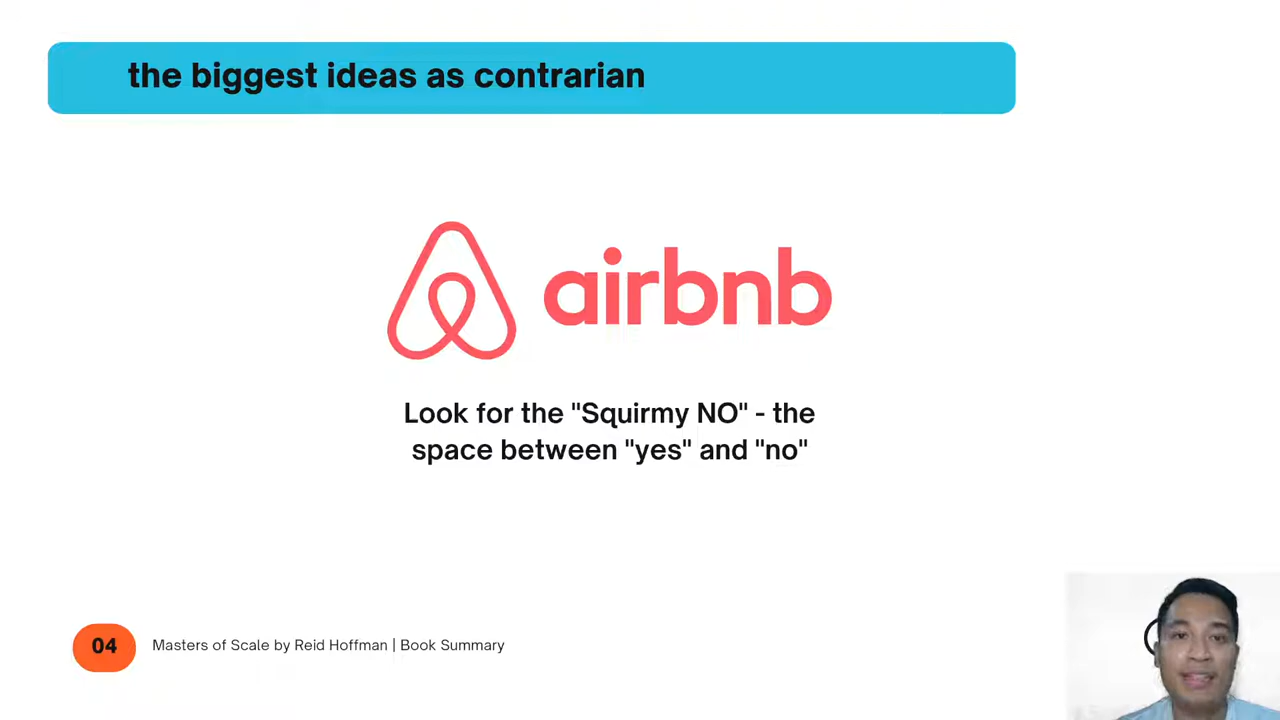 the biggest ideas as contrarian
airbnb
Look for the "Squirmy NO" - the
space between "yes" and "no"
04
Masters of Scale by Reid Hoffman | Book Summary